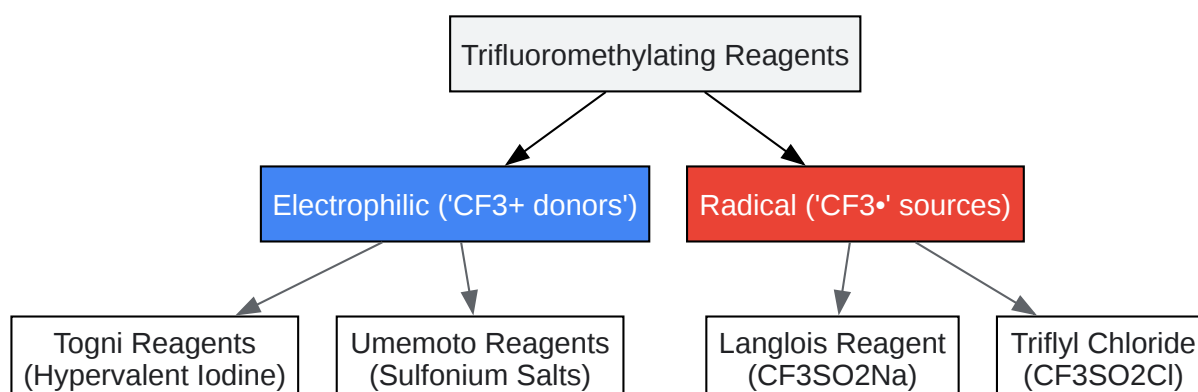 Trifluoromethylating Reagents
Electrophilic ('CF3+ donors')
Radical ('CF3•' sources)
Togni Reagents
(Hypervalent Iodine)
Umemoto Reagents
(Sulfonium Salts)
Langlois Reagent
(CF3SO2Na)
Triflyl Chloride
(CF3SO2Cl)